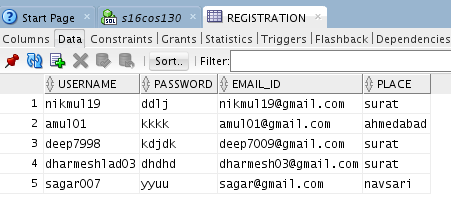 Start Page s16cos130 REGISTRATION
Columns Data Constraints Grants Statistics Triggers Flashback Dependencies
Sort.. Filter:
USERNAME PASSWORD EMAIL_ID PLACE
1 nikmul19 ddlj nikmul19@gmail.com surat
2 amul01 kkkk amul01@gmail.com ahmedabad
3 deep7998 kdjdk deep7009@gmail.com surat
4 dharmeshlad03 dhdhd dharmesh03@gmail.com surat
5 sagar007 yyuu sagar@gmail.com navsari